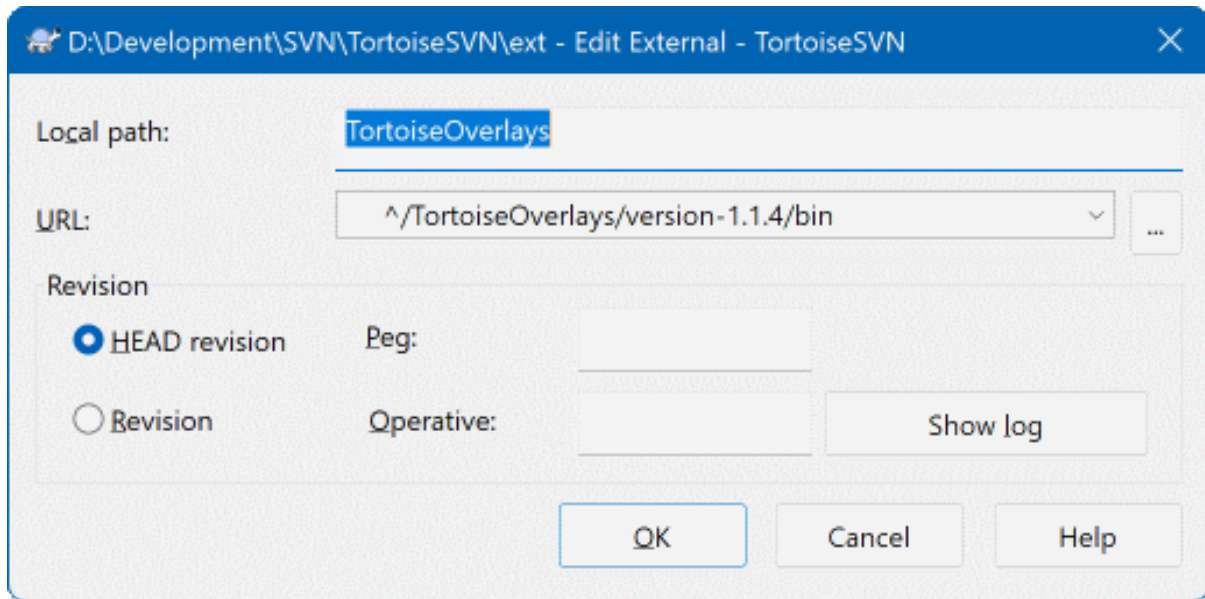 D:\Development\SVN\TortoiseSVN\ext - Edit External - TortoiseSVN
Local path: TortoiseOverlays
URL: ^/TortoiseOverlays/version-1.1.4/bin ...
Revision
HEAD revision Peg:
Revision Operative: Show log
OK Cancel Help